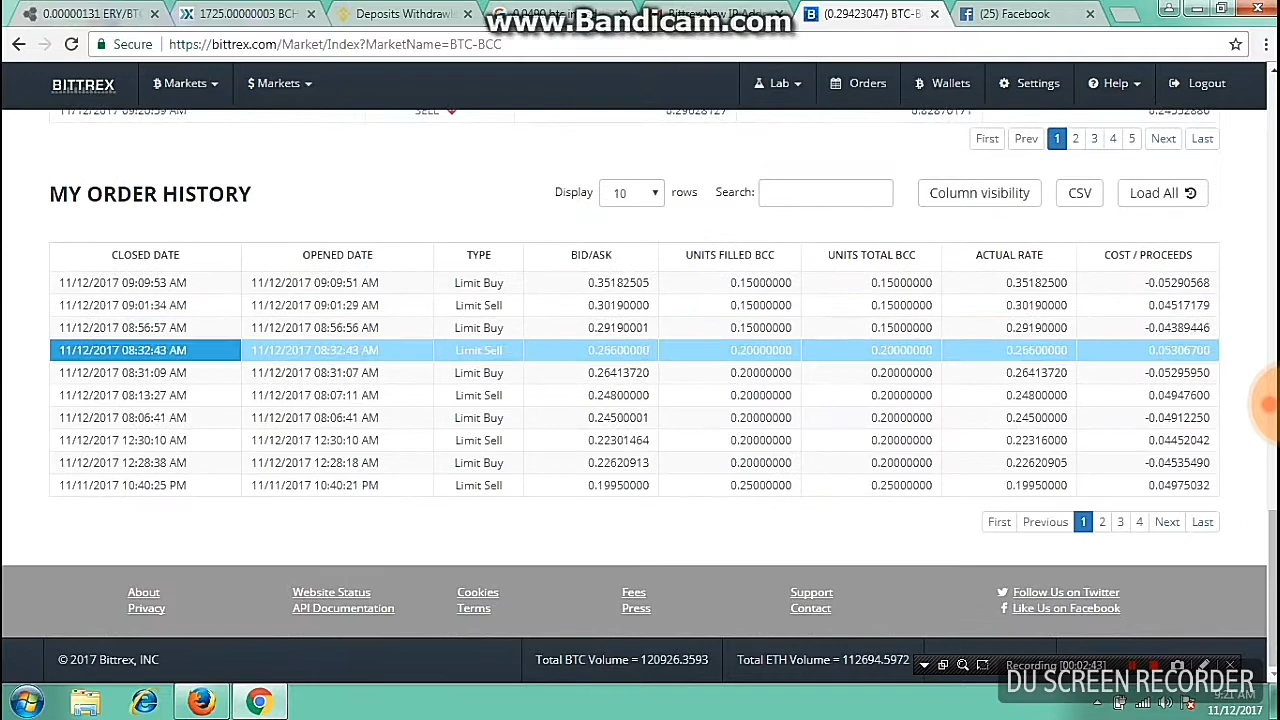 0.00000131 ERY/BTC
1725.00000003 BCH
Deposits Withdrawl
Bittrex New IP Addr
(0.29423047) BTC-B
(25) Facebook
www.Bandicam.com
Secure https://bittrex.com/Market/Index?MarketName=BTC-BCC
BITTREX
Markets
$ Markets
Lab
Orders
Wallets
Settings
Help
Logout
SELL
First Prev 1 2 3 4 5 Next Last
MY ORDER HISTORY
Display 10 rows Search:
Column visibility CSV Load All
CLOSED DATE OPENED DATE TYPE BID/ASK UNITS FILLED BCC UNITS TOTAL BCC ACTUAL RATE COST / PROCEEDS
11/12/2017 09:09:53 AM 11/12/2017 09:09:51 AM Limit Buy 0.35182505 0.15000000 0.15000000 0.35182500 -0.05290568
11/12/2017 09:01:34 AM 11/12/2017 09:01:29 AM Limit Sell 0.30190000 0.15000000 0.15000000 0.30190000 0.04517179
11/12/2017 08:56:57 AM 11/12/2017 08:56:56 AM Limit Buy 0.29190001 0.15000000 0.15000000 0.29190000 -0.04389446
11/12/2017 08:32:43 AM 11/12/2017 08:32:43 AM Limit Sell 0.26600000 0.20000000 0.20000000 0.26600000 0.05306700
11/12/2017 08:31:09 AM 11/12/2017 08:31:07 AM Limit Buy 0.26413720 0.20000000 0.20000000 0.26413720 -0.05295950
11/12/2017 08:13:27 AM 11/12/2017 08:07:11 AM Limit Sell 0.24800000 0.20000000 0.20000000 0.24800000 0.04947600
11/12/2017 08:06:41 AM 11/12/2017 08:06:41 AM Limit Buy 0.24500001 0.20000000 0.20000000 0.24500000 -0.04912250
11/12/2017 12:30:10 AM 11/12/2017 12:30:10 AM Limit Sell 0.22301464 0.20000000 0.20000000 0.22316000 0.04452042
11/12/2017 12:28:38 AM 11/12/2017 12:28:18 AM Limit Buy 0.22620913 0.20000000 0.20000000 0.22620905 -0.04535490
11/11/2017 10:40:25 PM 11/11/2017 10:40:21 PM Limit Sell 0.19950000 0.25000000 0.25000000 0.19950000 0.04975032
First Previous 1 2 3 4 Next Last
About Website Status Cookies Fees Support Follow Us on Twitter
Privacy API Documentation Terms Press Contact Like Us on Facebook
© 2017 Bittrex, INC
Total BTC Volume = 120926.3593
Total ETH Volume = 112694.5972
Recording [00:02:43]
DU SCREEN RECORDER
9:21 AM
11/12/2017